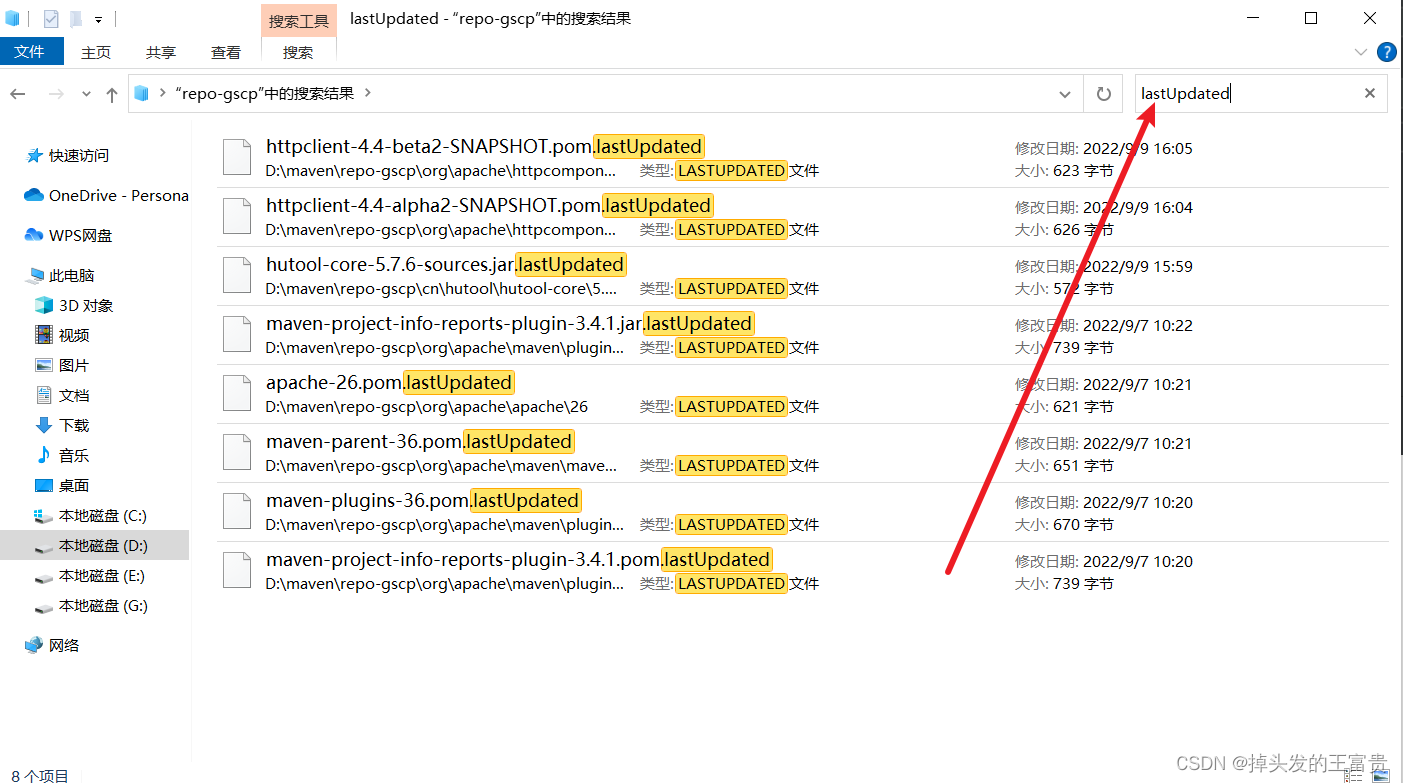 搜索工具
lastUpdated - “repo-gscp”中的搜索结果
文件 主页 共享 查看 搜索
“repo-gscp”中的搜索结果
lastUpdated
快速访问
OneDrive - Persona
WPS网盘
此电脑
3D 对象
视频
图片
文档
下载
音乐
桌面
本地磁盘 (C:)
本地磁盘 (D:)
本地磁盘 (E:)
本地磁盘 (G:)
网络
httpclient-4.4-beta2-SNAPSHOT.pom.lastUpdated 修改日期: 2022/9/9 16:05
D:\maven\repo-gscp\org\apache\httpcompon... 类型: LASTUPDATED 文件 大小: 623 字节
httpclient-4.4-alpha2-SNAPSHOT.pom.lastUpdated 修改日期: 2022/9/9 16:04
D:\maven\repo-gscp\org\apache\httpcompon... 类型: LASTUPDATED 文件 大小: 626 字节
hutool-core-5.7.6-sources.jar.lastUpdated 修改日期: 2022/9/9 15:59
D:\maven\repo-gscp\cn\hutool\hutool-core\5.... 类型: LASTUPDATED 文件 大小: 572 字节
maven-project-info-reports-plugin-3.4.1.jar.lastUpdated 修改日期: 2022/9/7 10:22
D:\maven\repo-gscp\org\apache\maven\plugin... 类型: LASTUPDATED 文件 大小: 739 字节
apache-26.pom.lastUpdated 修改日期: 2022/9/7 10:21
D:\maven\repo-gscp\org\apache\apache\26 类型: LASTUPDATED 文件 大小: 621 字节
maven-parent-36.pom.lastUpdated 修改日期: 2022/9/7 10:21
D:\maven\repo-gscp\org\apache\maven\mave... 类型: LASTUPDATED 文件 大小: 651 字节
maven-plugins-36.pom.lastUpdated 修改日期: 2022/9/7 10:20
D:\maven\repo-gscp\org\apache\maven\plugin... 类型: LASTUPDATED 文件 大小: 670 字节
maven-project-info-reports-plugin-3.4.1.pom.lastUpdated 修改日期: 2022/9/7 10:20
D:\maven\repo-gscp\org\apache\maven\plugin... 类型: LASTUPDATED 文件 大小: 739 字节
8 个项目
CSDN @掉头发的王富贵